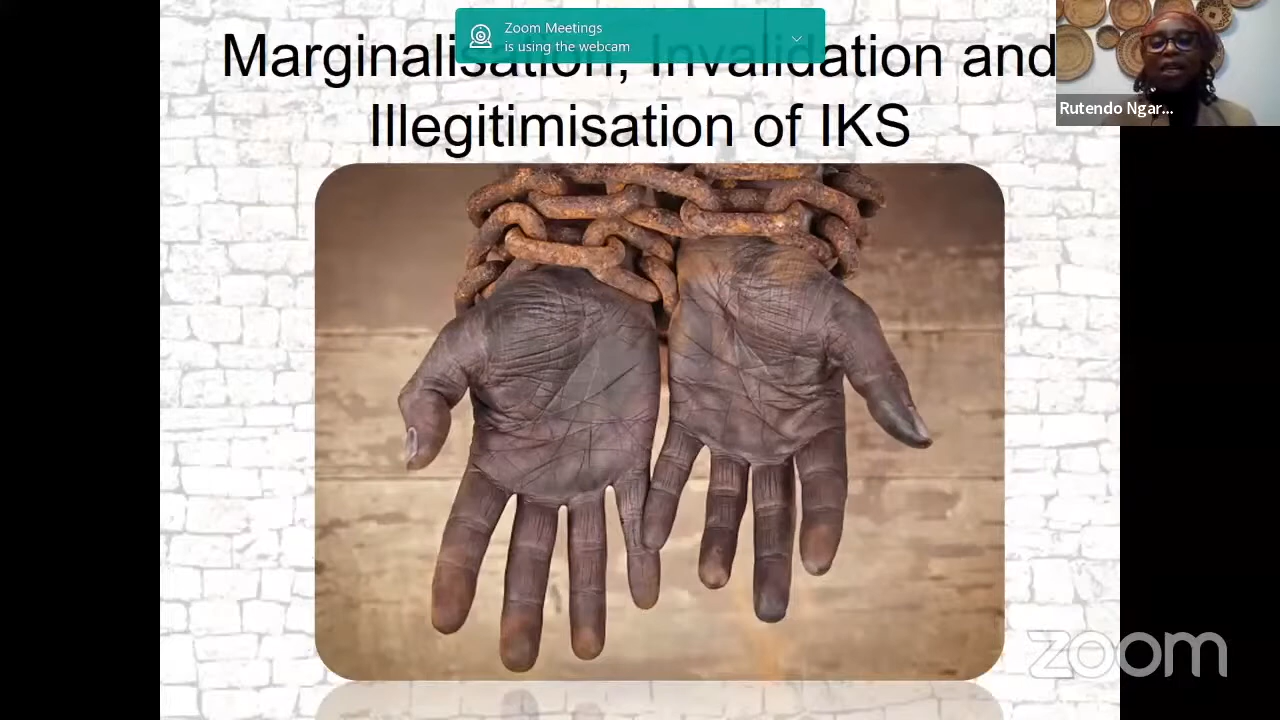 Zoom Meetings
is using the webcam
Marginalisation, Invalidation and
Illegitimisation of IKS
Rutendo Ngar...
zoom